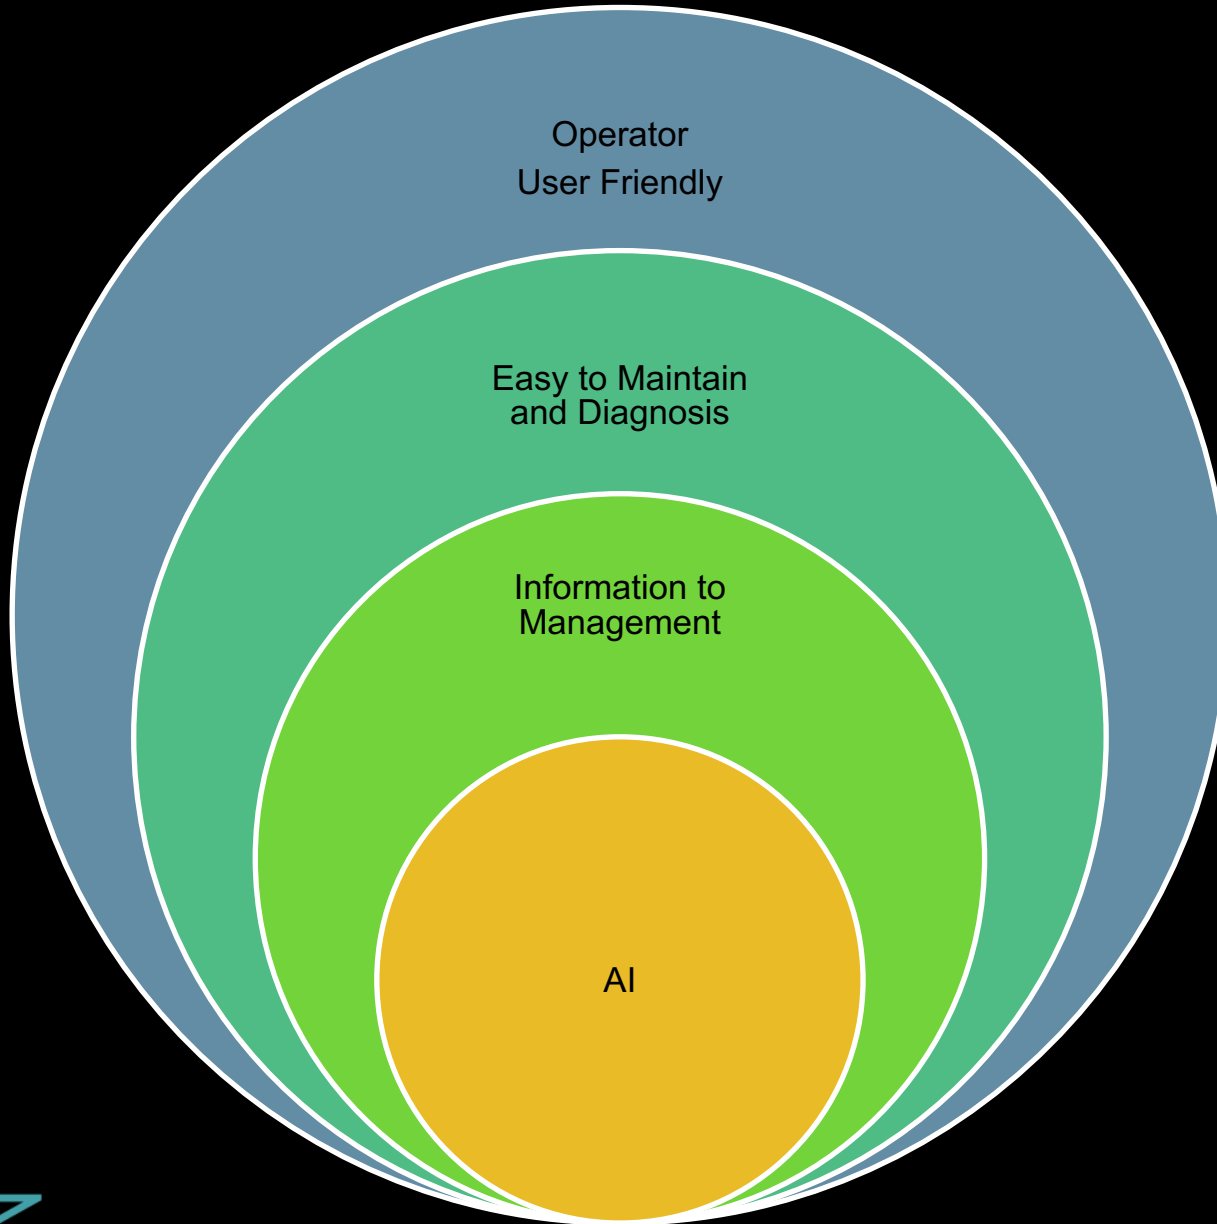 Operator
User Friendly
Easy to Maintain
and Diagnosis
Information to
Management
AI